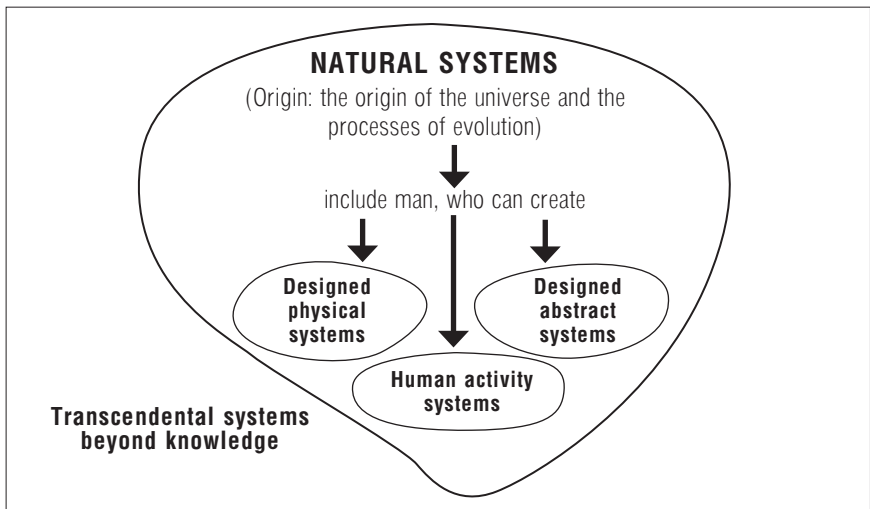 NATURAL SYSTEMS
(Origin: the origin of the universe and the
processes of evolution)
include man, who can create
Designed
physical
systems
Designed
abstract
systems
Human activity
systems
Transcendental systems
beyond knowledge